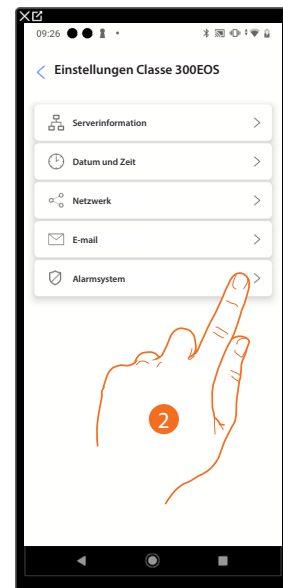 09:26
Einstellungen Classe 300EOS
Serverinformation
Datum und Zeit
Netzwerk
E-mail
Alarmsystem
2